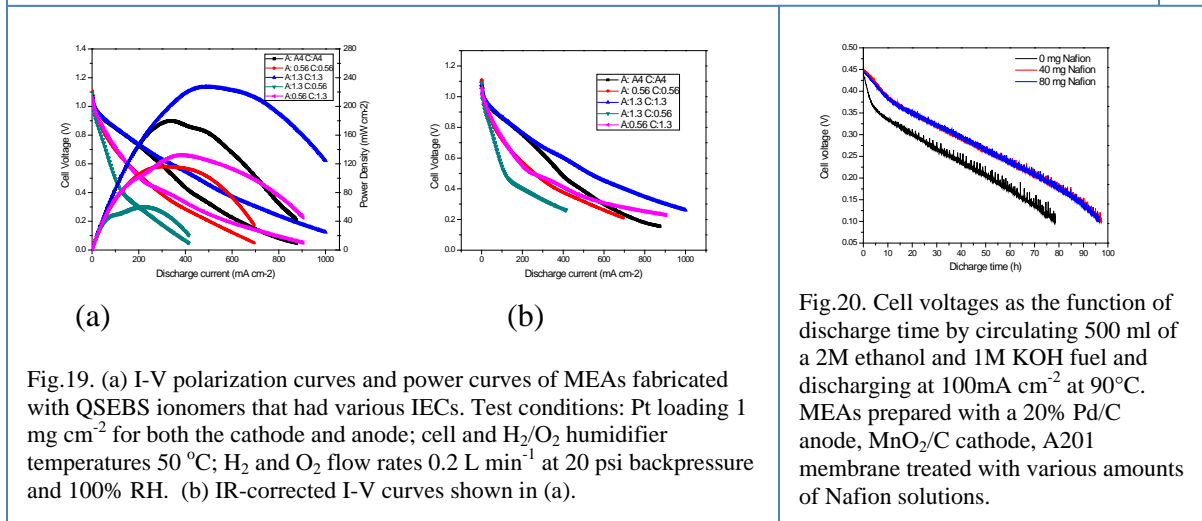 1.4
1.2
1.0
0.8
0.6
0.4
0.2
0.0
Cell Voltage (V)
0 200 400 600 800 1000
Discharge current (mA cm-2)
280
240
200
160
120
80
40
0
Power Density (mW cm2)
A: A4 C:A4
A: 0.56 C:0.56
A:1.3 C:1.3
A:1.3 C:0.56
A:0.56 C:1.3
(a)
1.2
1.0
0.8
0.6
0.4
0.2
0.0
Cell Voltage (V)
0 200 400 600 800 1000
Discharge current (mA cm-2)
A: A4 C:A4
A: 0.56 C:0.56
A:1.3 C:1.3
A:1.3 C:0.56
A:0.56 C:1.3
(b)
Fig.19. (a) I-V polarization curves and power curves of MEAs fabricated
with QSEBS ionomers that had various IECs. Test conditions: Pt loading 1
mg cm-2 for both the cathode and anode; cell and H2/O2 humidifier
temperatures 50 °C; H2 and O2 flow rates 0.2 L min-1 at 20 psi backpressure
and 100% RH. (b) IR-corrected I-V curves shown in (a).
0.50
0.45
0.40
0.35
0.30
0.25
0.20
0.15
0.10
0.05
Cell voltage (V)
0 10 20 30 40 50 60 70 80 90 100
Dicharge time (h)
0 mg Nafion
40 mg Nafion
80 mg Nafion
Fig.20. Cell voltages as the function of
discharge time by circulating 500 ml of
a 2M ethanol and 1M KOH fuel and
discharging at 100mA cm-2 at 90°C.
MEAs prepared with a 20% Pd/C
anode, MnO2/C cathode, A201
membrane treated with various amounts
of Nafion solutions.